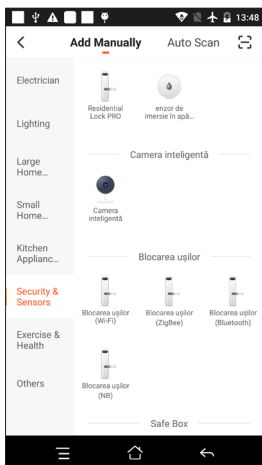 13:48
Add Manually
Auto Scan
Electrician
Lighting
Large
Home...
Small
Home...
Kitchen
Applianc...
Security &
Sensors
Exercise &
Health
Others
Residential
Lock PRO
enzor de
imersie în apă...
Camera inteligentă
Camera
inteligentă
Blocarea ușilor
Blocarea ușilor
(Wi-Fi)
Blocarea ușilor
(ZigBee)
Blocarea ușilor
(Bluetooth)
Blocarea ușilor
(NB)
Safe Box